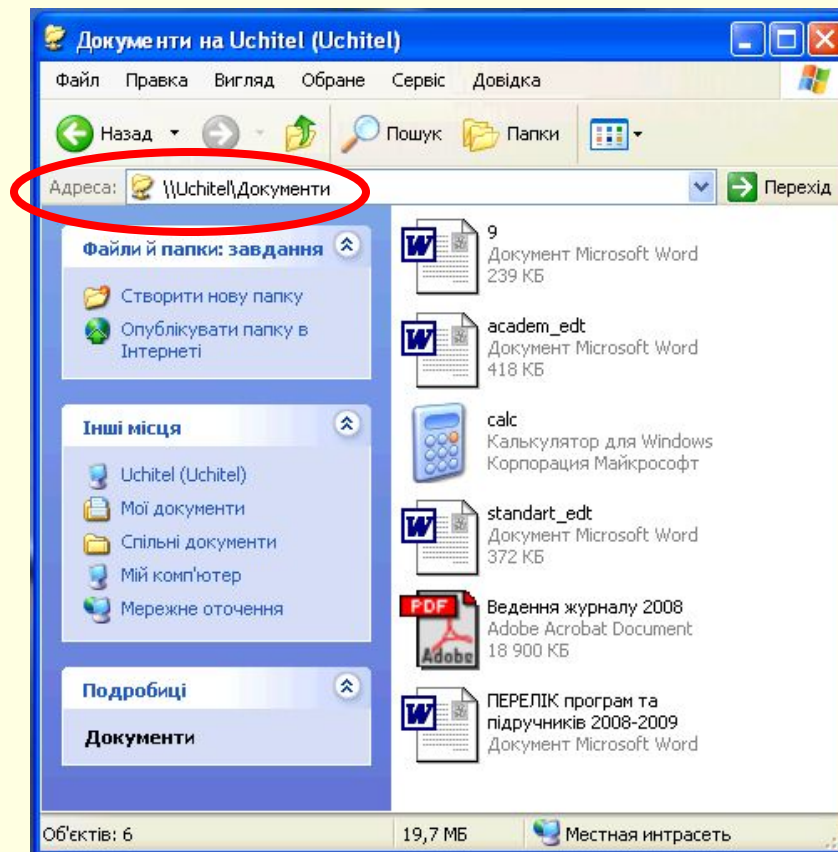 Документи на Uchitel (Uchitel)
Файл Правка Вигляд Обране Сервіс Довідка
Назад Пошук Папки
Адреса: \\Uchitel\Документи Перехід
Файли й папки: завдання
Створити нову папку
Опублікувати папку в
Інтернеті
Інші місця
Uchitel (Uchitel)
Мої документи
Спільні документи
Мій комп'ютер
Мережне оточення
Подробиці
Документи
9
Документ Microsoft Word
239 КБ
academ_edt
Документ Microsoft Word
418 КБ
calc
Калькулятор для Windows
Корпорация Майкрософт
standart_edt
Документ Microsoft Word
372 КБ
PDF
Adobe
Ведення журналу 2008
Adobe Acrobat Document
18 900 КБ
ПЕРЕЛІК програм та
підручників 2008-2009
Документ Microsoft Word
Об'єктів: 6 19,7 МБ Местная интрасеть